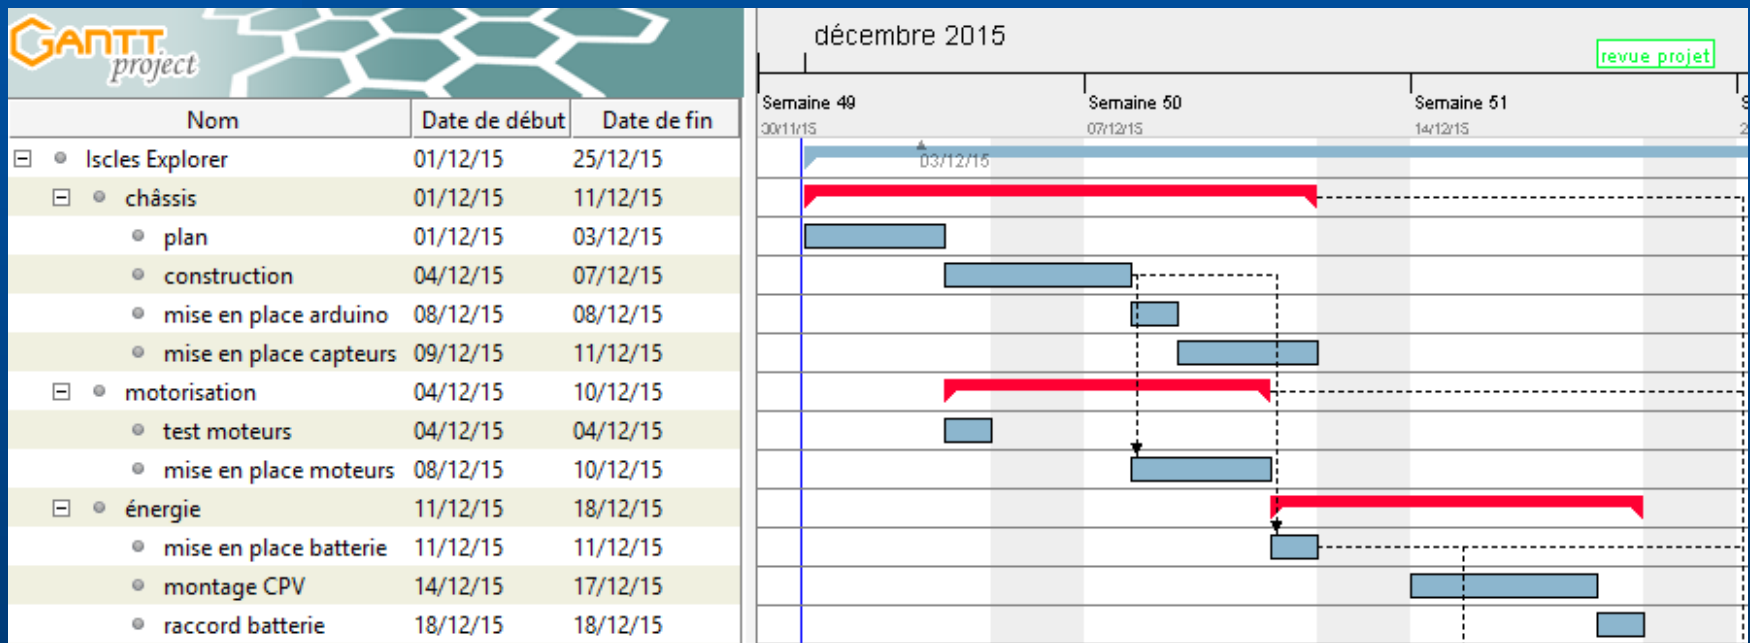 GANTT
project
décembre 2015
revue projet
Semaine 49
Semaine 50
Semaine 51
30/11/15
07/12/15
14/12/15
Nom Date de début Date de fin
Iscles Explorer 01/12/15 25/12/15
03/12/15
châssis 01/12/15 11/12/15
plan 01/12/15 03/12/15
construction 04/12/15 07/12/15
mise en place arduino 08/12/15 08/12/15
mise en place capteurs 09/12/15 11/12/15
motorisation 04/12/15 10/12/15
test moteurs 04/12/15 04/12/15
mise en place moteurs 08/12/15 10/12/15
énergie 11/12/15 18/12/15
mise en place batterie 11/12/15 11/12/15
montage CPV 14/12/15 17/12/15
raccord batterie 18/12/15 18/12/15